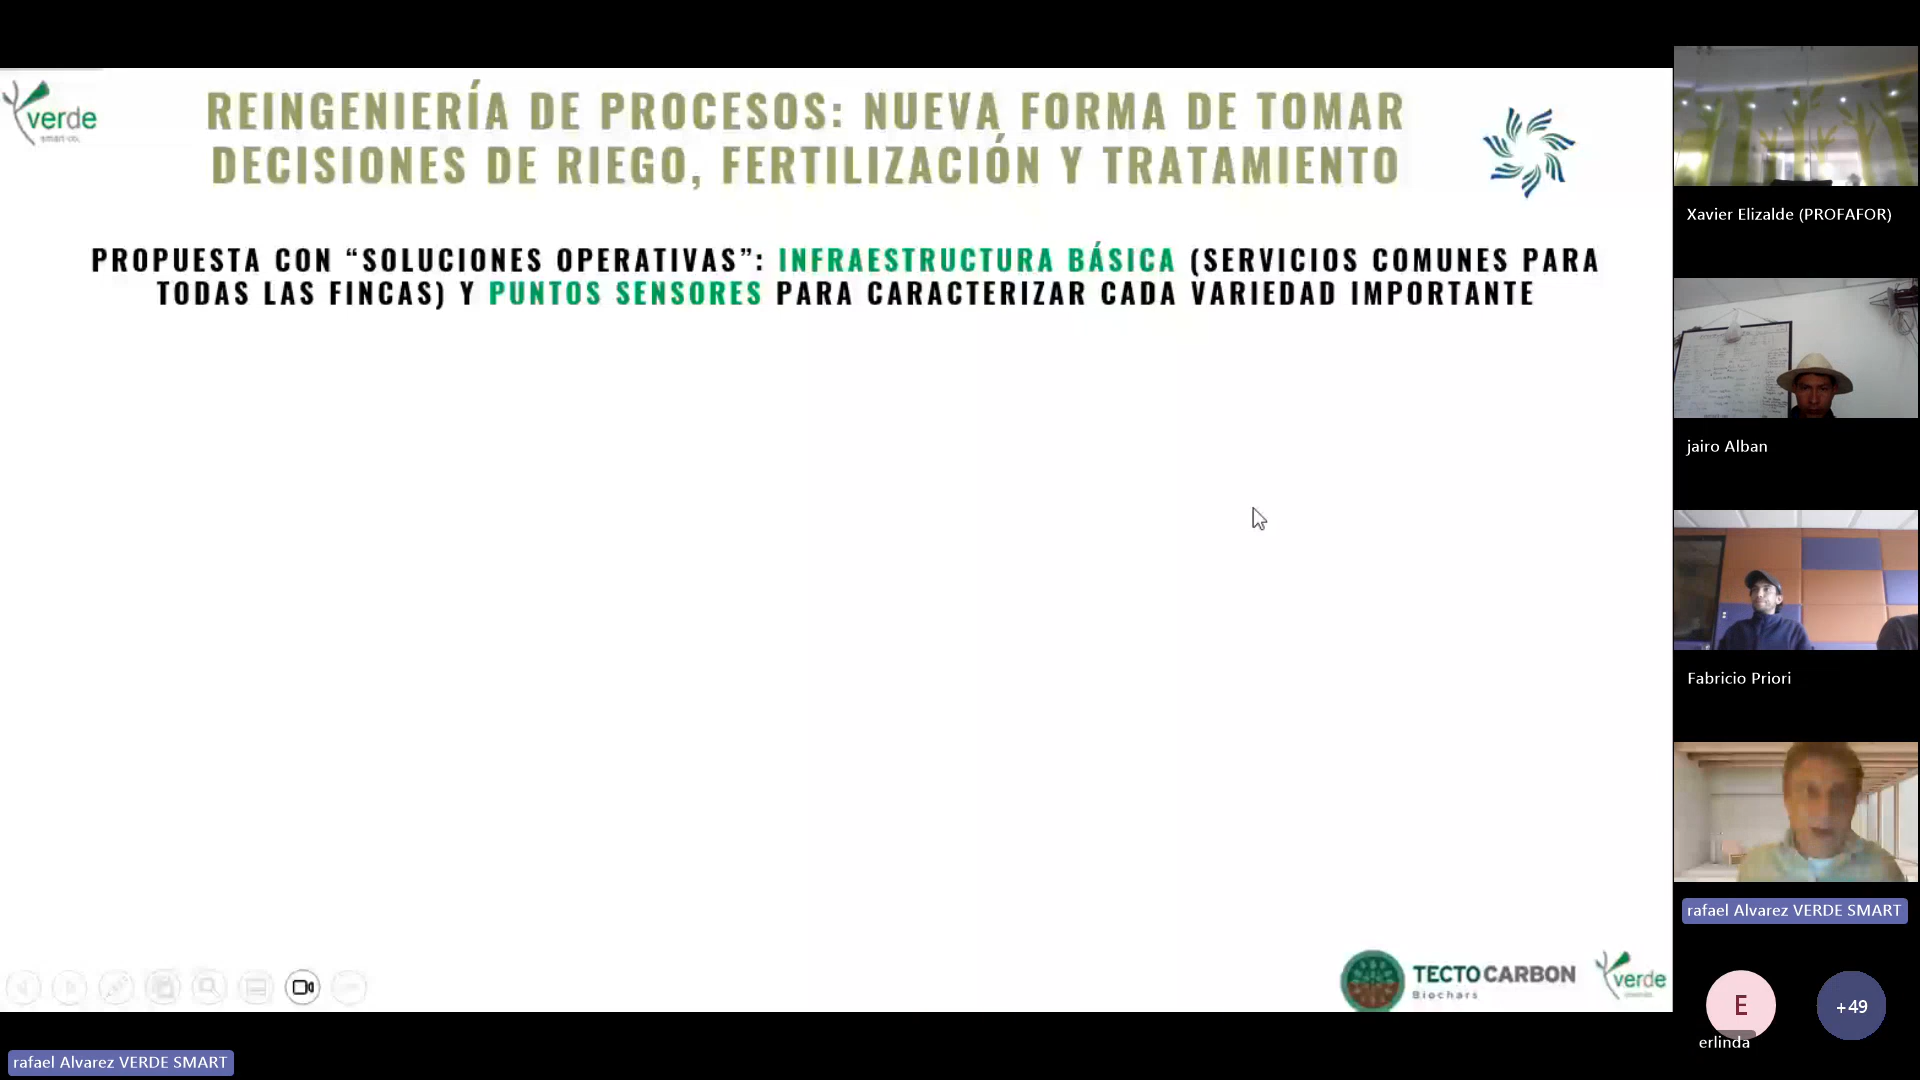 verde
smart co.
REINGENIERÍA DE PROCESOS: NUEVA FORMA DE TOMAR
DECISIONES DE RIEGO, FERTILIZACIÓN Y TRATAMIENTO
PROPUESTA CON “SOLUCIONES OPERATIVAS”: INFRAESTRUCTURA BÁSICA (SERVICIOS COMUNES PARA
TODAS LAS FINCAS) Y PUNTOS SENSORES PARA CARACTERIZAR CADA VARIEDAD IMPORTANTE
TECTO CARBON
Biochars
verde
rafael Alvarez VERDE SMART
Xavier Elizalde (PROFAFOR)
jairo Alban
Fabricio Priori
rafael Alvarez VERDE SMART
E
erlinda
+49